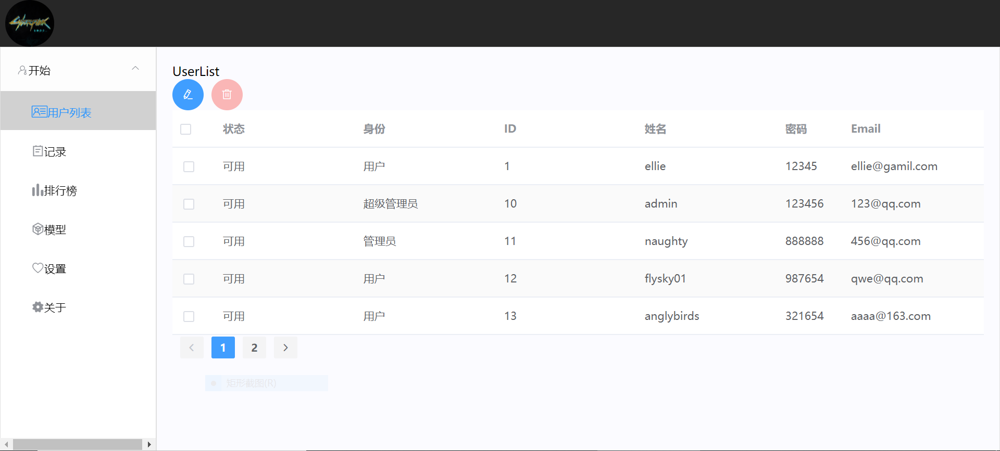 开始
用户列表
记录
排行榜
模型
设置
关于
UserList
状态 身份 ID 姓名 密码 Email
可用 用户 1 ellie 12345 ellie@gamil.com
可用 超级管理员 10 admin 123456 123@qq.com
可用 管理员 11 naughty 888888 456@qq.com
可用 用户 12 flysky01 987654 qwe@qq.com
可用 用户 13 anglybirds 321654 aaaa@163.com
1 2
矩形截图(R)